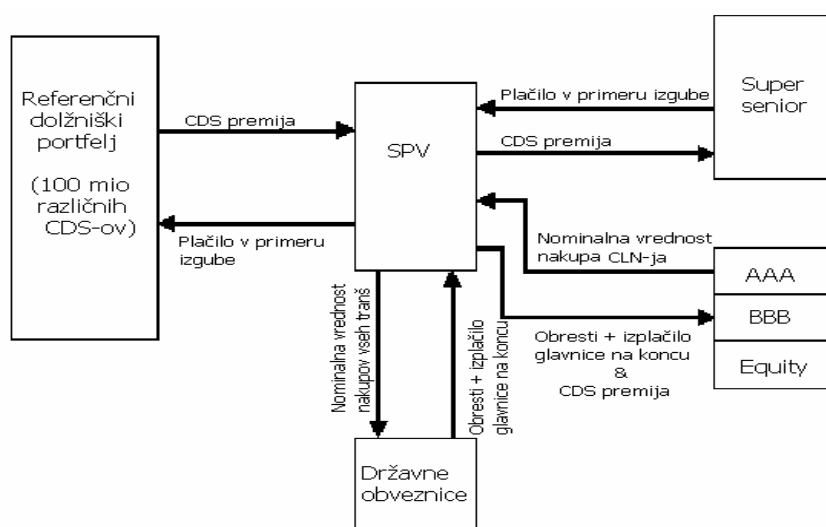 Referenčni
dolžniški
portfelj
(100 mio
različnih
CDS-ov)
CDS premija
Plačilo v primeru
izgube
SPV
Plačilo v primeru izgube
CDS premija
Super
senior
Nominalna vrednost
nakupa CLN-ja
AAA
BBB
Equity
Obresti + izplačilo
glavnice na koncu
&
CDS premija
Nominalna vrednost
nakupov vseh tranš
Obresti + izplačilo
glavnice na koncu
Državne
obveznice